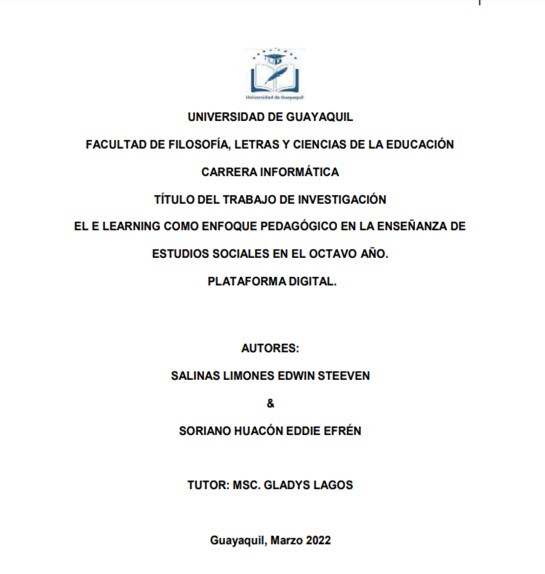 Universidad de Guayaquil
UNIVERSIDAD DE GUAYAQUIL
FACULTAD DE FILOSOFÍA, LETRAS Y CIENCIAS DE LA EDUCACIÓN
CARRERA INFORMÁTICA
TÍTULO DEL TRABAJO DE INVESTIGACIÓN
EL E LEARNING COMO ENFOQUE PEDAGÓGICO EN LA ENSEÑANZA DE
ESTUDIOS SOCIALES EN EL OCTAVO AÑO.
PLATAFORMA DIGITAL.
AUTORES:
SALINAS LIMONES EDWIN STEEVEN
&
SORIANO HUACÓN EDDIE EFRÉN
TUTOR: MSC. GLADYS LAGOS
Guayaquil, Marzo 2022